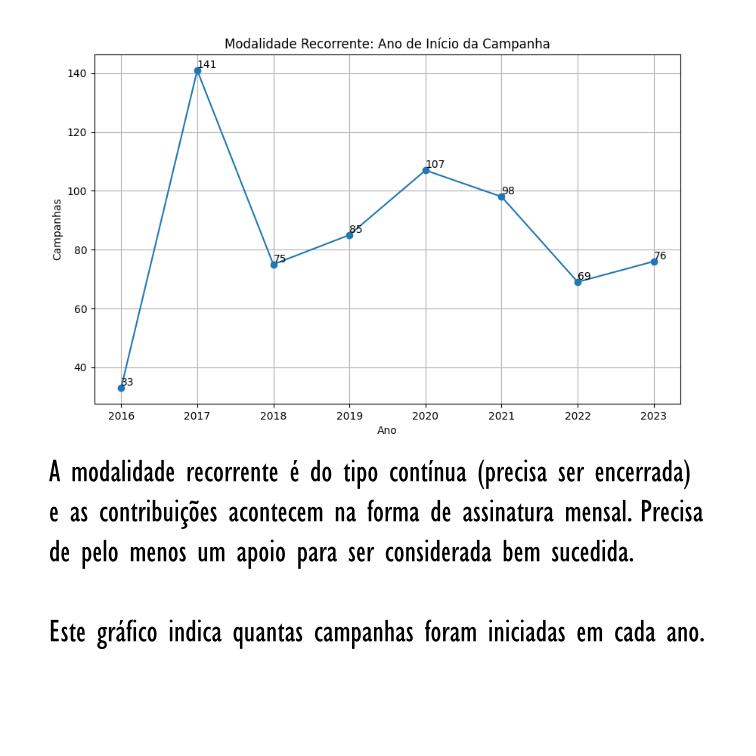 Modalidade Recorrente: Ano de Início da Campanha
140
120
100
80
60
40
Campanhas
33
141
75
85
107
98
69
76
2016 2017 2018 2019 2020 2021 2022 2023
Ano
A modalidade recorrente é do tipo contínua (precisa ser encerrada)
e as contribuições acontecem na forma de assinatura mensal. Precisa
de pelo menos um apoio para ser considerada bem sucedida.
Este gráfico indica quantas campanhas foram iniciadas em cada ano.